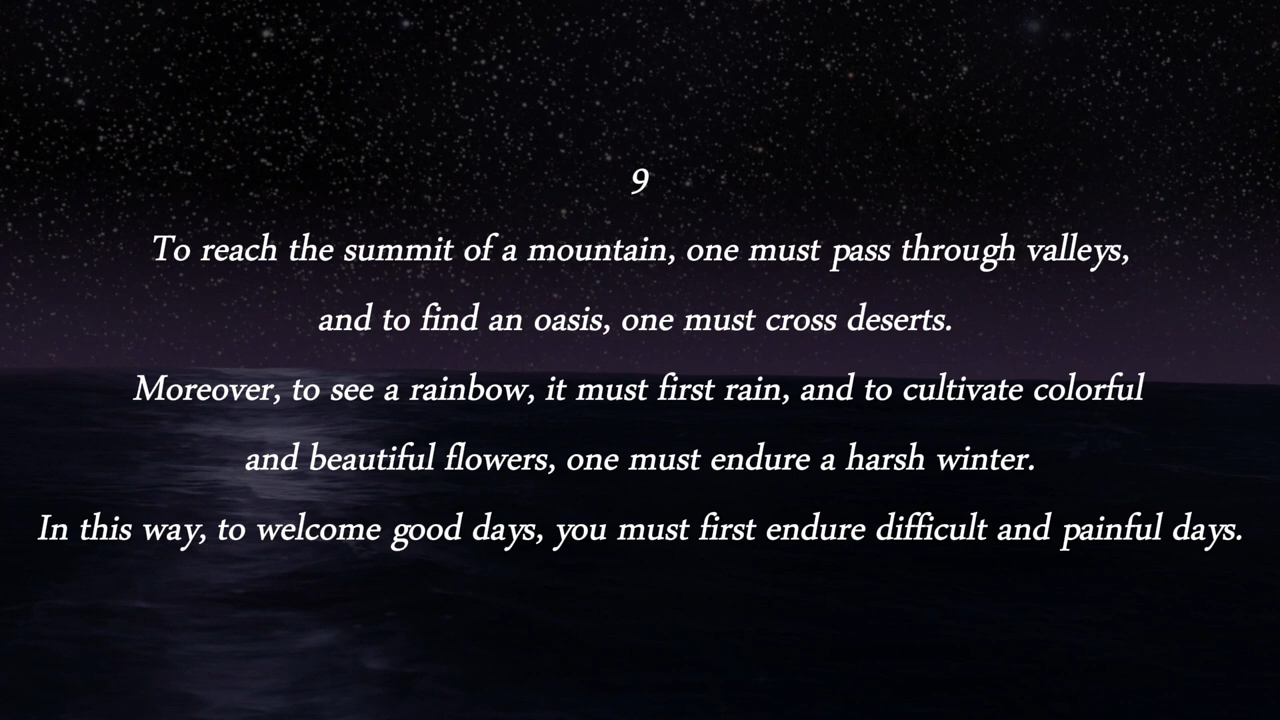 9
To reach the summit of a mountain, one must pass through valleys,
and to find an oasis, one must cross deserts.
Moreover, to see a rainbow, it must first rain, and to cultivate colorful
and beautiful flowers, one must endure a harsh winter.
In this way, to welcome good days, you must first endure difficult and painful days.